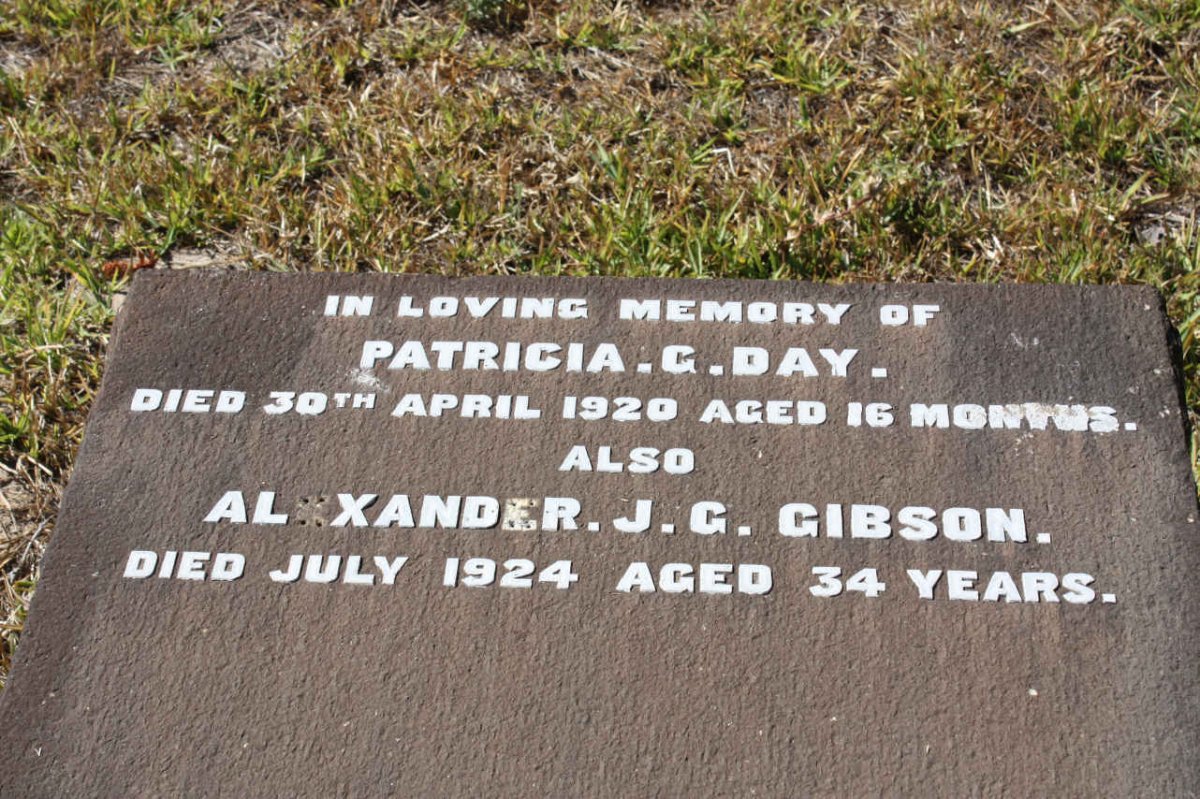 IN LOVING MEMORY OF
PATRICIA.G.DAY.
DIED 30TH APRIL 1920 AGED 16 MONTHS.
ALSO
ALEXANDER.J.G.GIBSON.
DIED JULY 1924 AGED 34 YEARS.